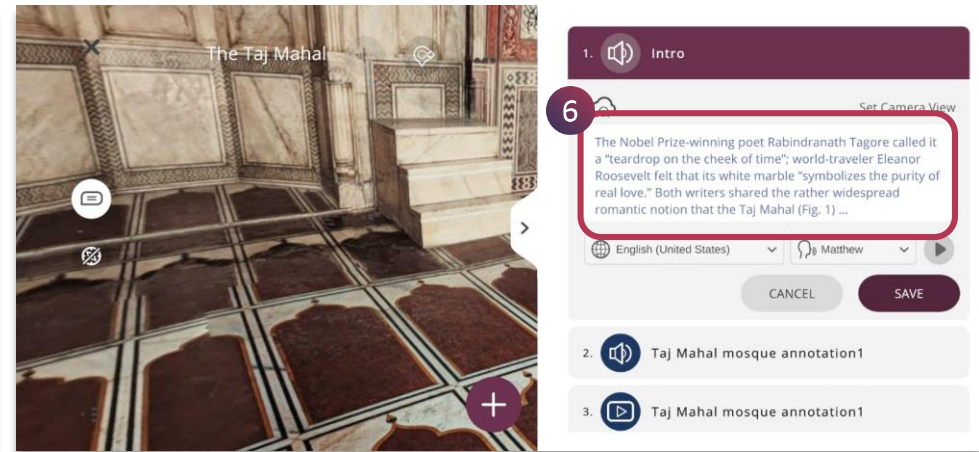 The Taj Mahal
1. Intro
6
Set Camera View
The Nobel Prize-winning poet Rabindranath Tagore called it
a “teardrop on the cheek of time”; world-traveler Eleanor
Roosevelt felt that its white marble “symbolizes the purity of
real love.” Both writers shared the rather widespread
romantic notion that the Taj Mahal (Fig. 1) ...
English (United States)
Matthew
CANCEL
SAVE
2. Taj Mahal mosque annotation1
3. Taj Mahal mosque annotation1